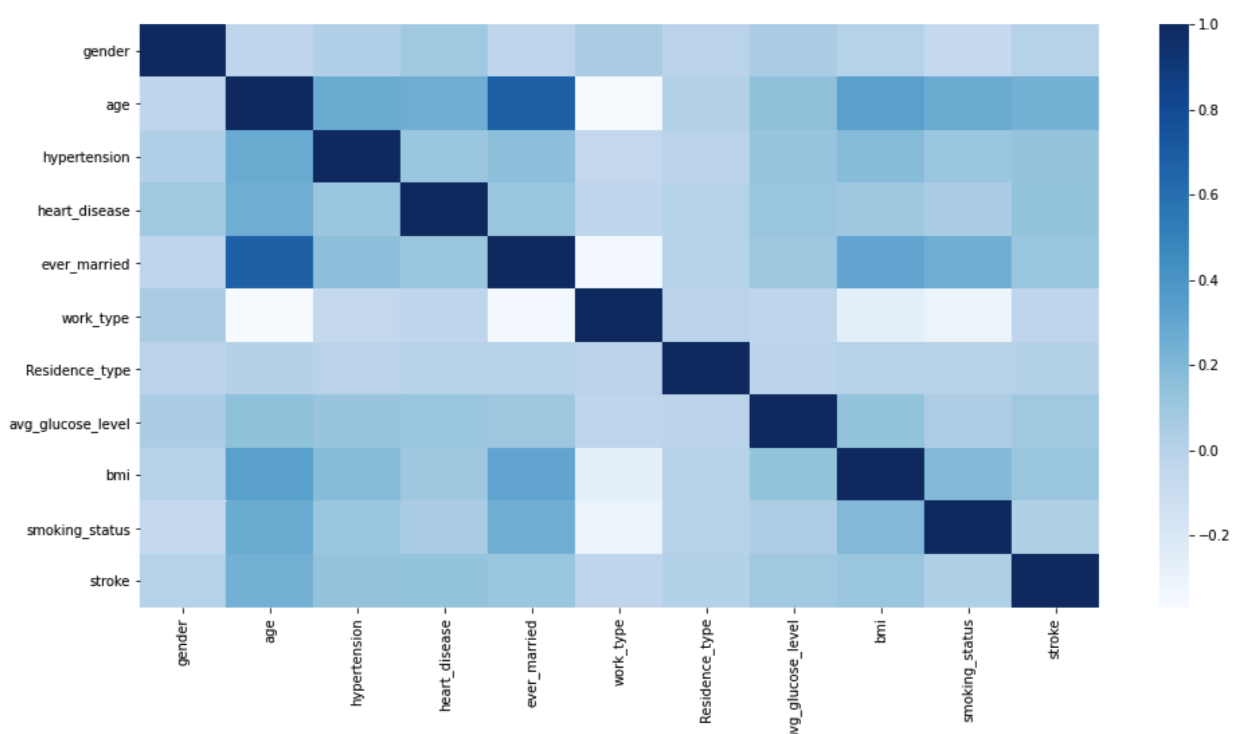 gender
age
hypertension
heart_disease
ever_married
work_type
Residence_type
avg_glucose_level
bmi
smoking_status
stroke
gender
age
hypertension
heart_disease
ever_married
work_type
Residence_type
avg_glucose_level
bmi
smoking_status
stroke
1.0
0.8
0.6
0.4
0.2
0.0
−0.2